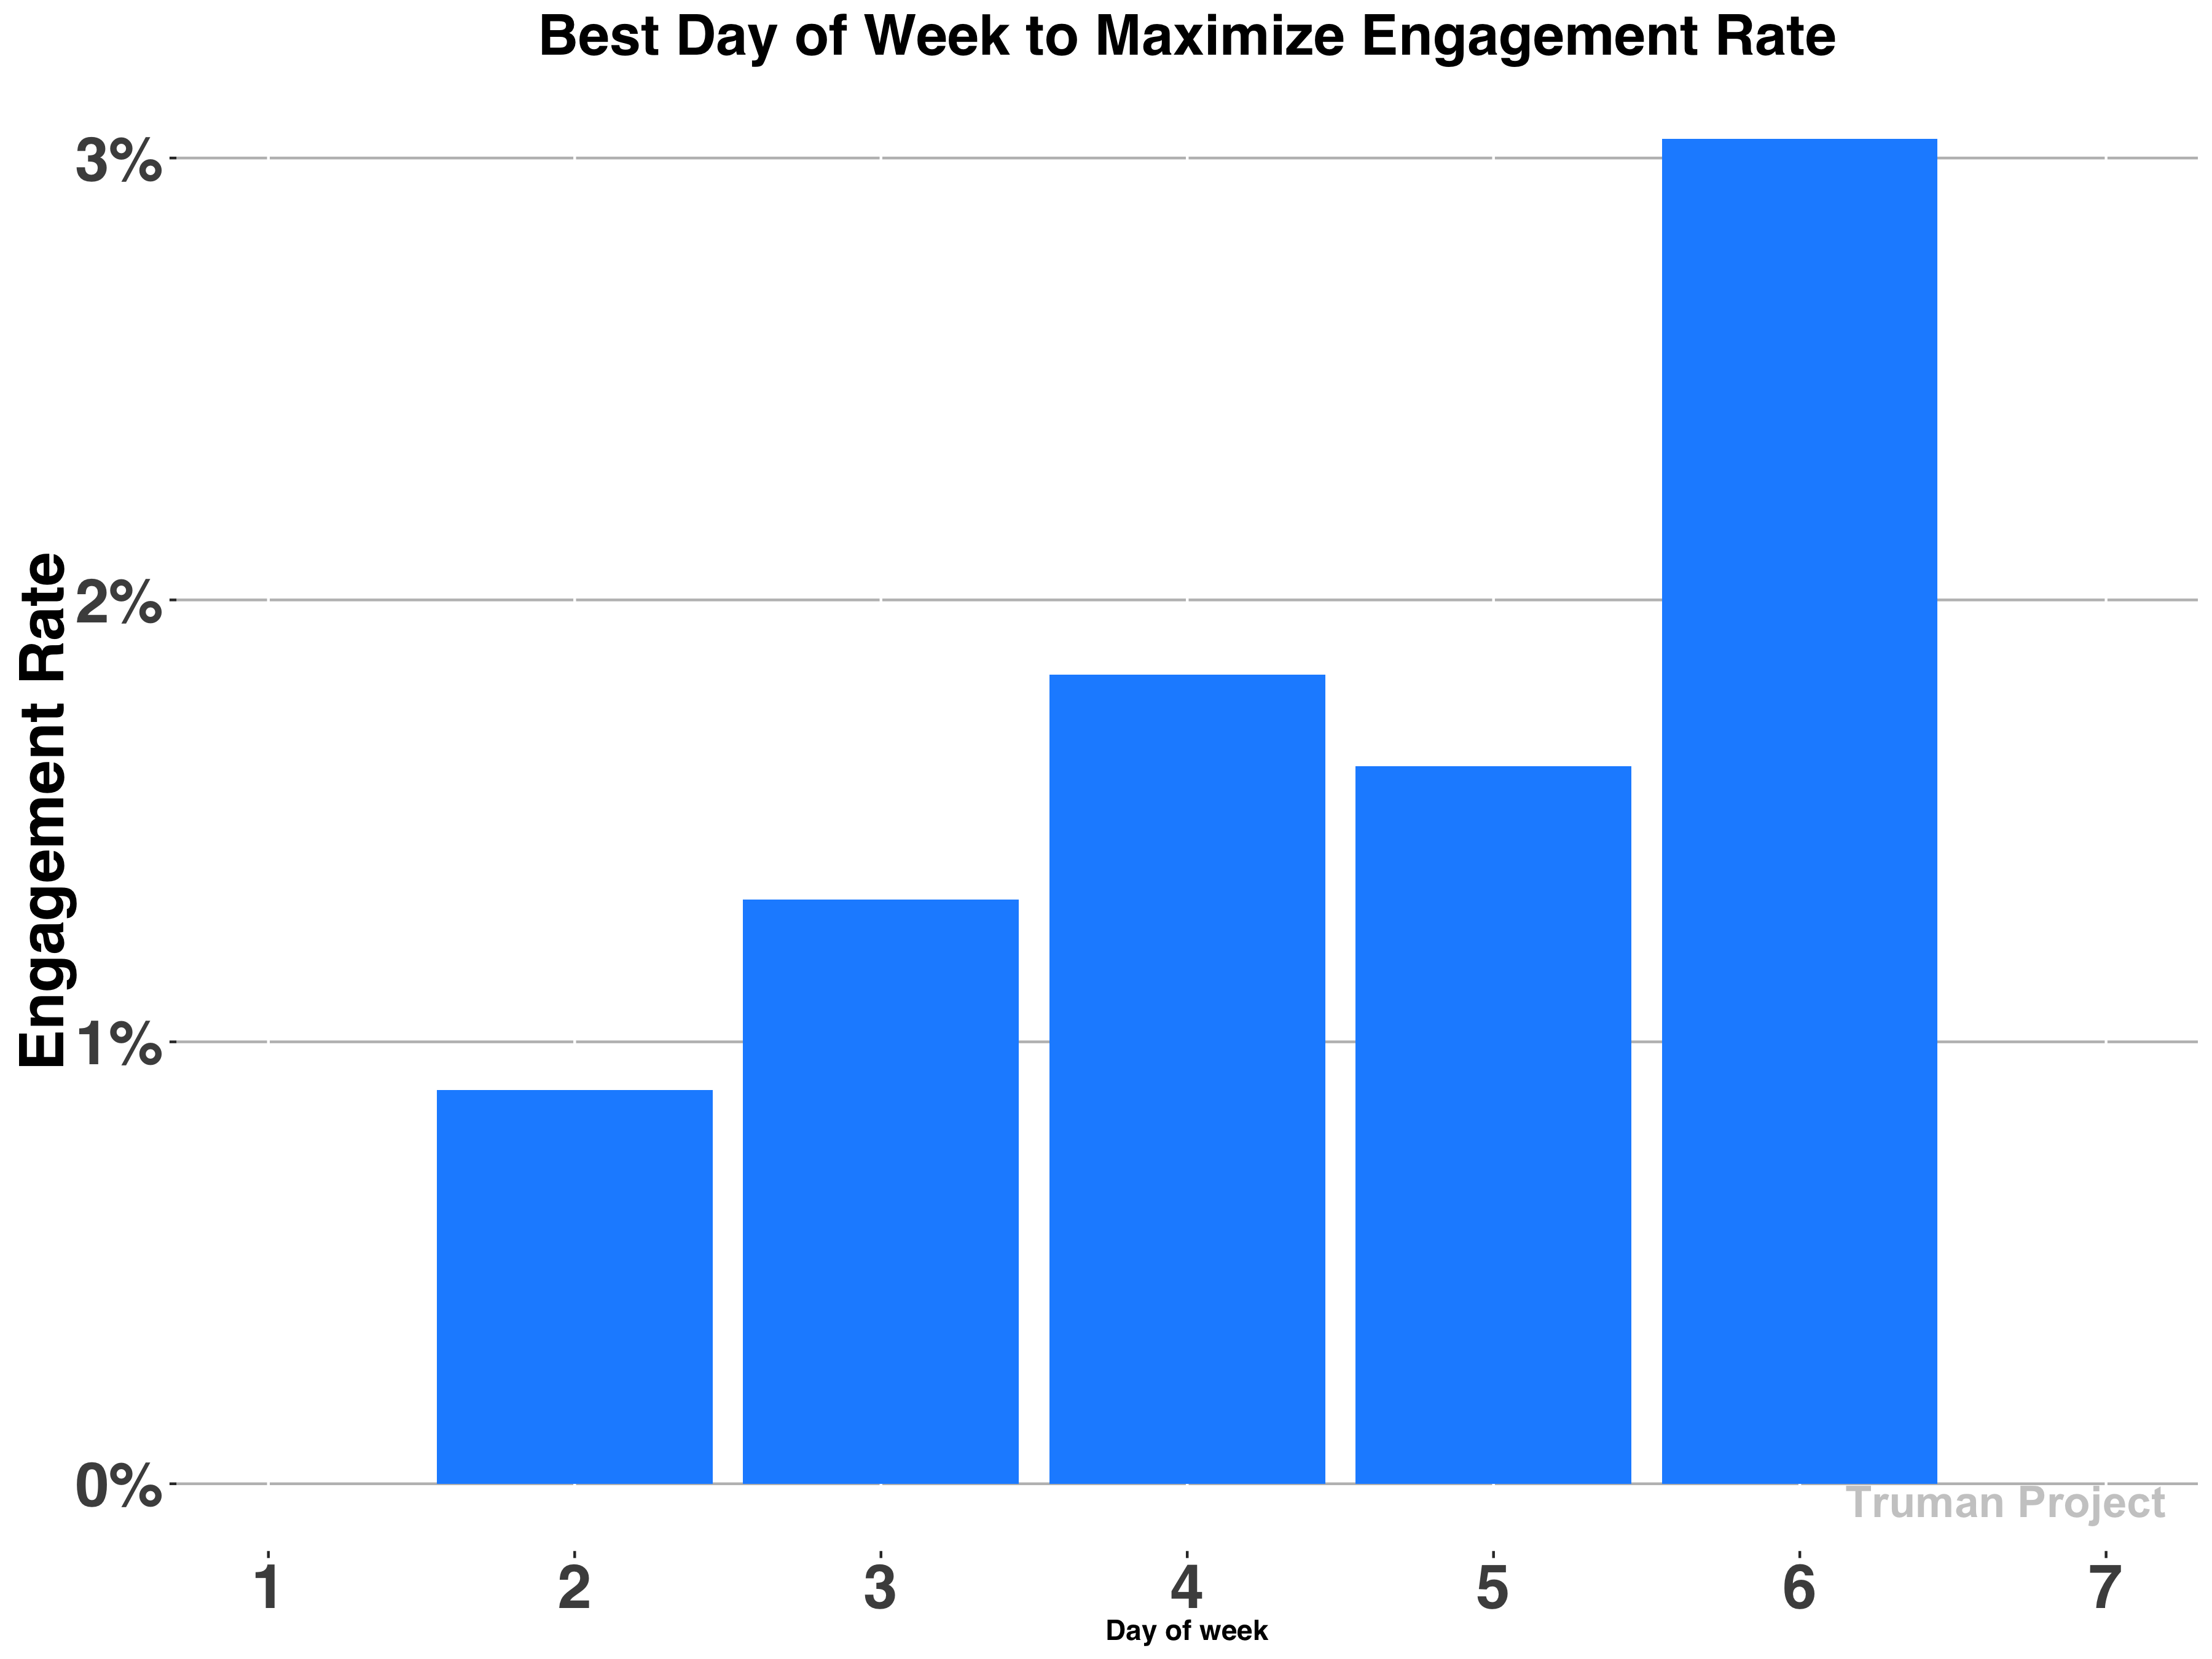 Best Day of Week to Maximize Engagement Rate
Engagement Rate
3%
2%
1%
0%
Truman Project
1 2 3 4 5 6 7
Day of week